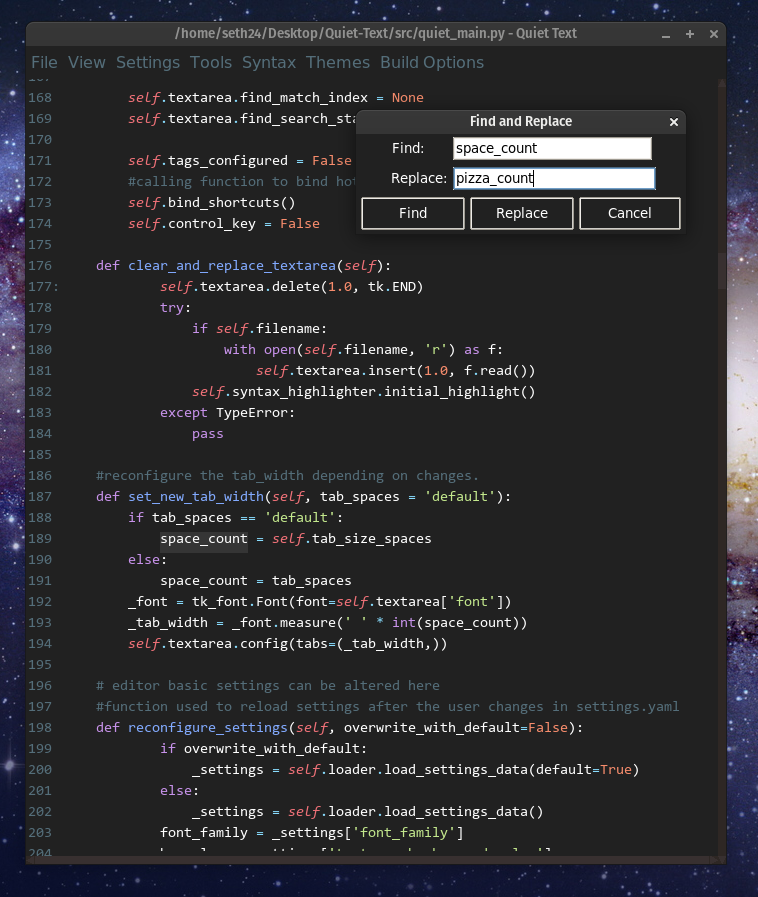 /home/seth24/Desktop/Quiet-Text/src/quiet_main.py - Quiet Text
File View Settings Tools Syntax Themes Build Options
168 self.textarea.find_match_index = None
169 self.textarea.find_search_sta
Find and Replace
Find: space_count
Replace: pizza_count
Find Replace Cancel
170
171 self.tags_configured = False
172 #calling function to bind hot
173 self.bind_shortcuts()
174 self.control_key = False
175
176 def clear_and_replace_textarea(self):
177: self.textarea.delete(1.0, tk.END)
178 try:
179 if self.filename:
180 with open(self.filename, 'r') as f:
181 self.textarea.insert(1.0, f.read())
182 self.syntax_highlighter.initial_highlight()
183 except TypeError:
184 pass
185
186 #reconfigure the tab_width depending on changes.
187 def set_new_tab_width(self, tab_spaces = 'default'):
188 if tab_spaces == 'default':
189 space_count = self.tab_size_spaces
190 else:
191 space_count = tab_spaces
192 _font = tk_font.Font(font=self.textarea['font'])
193 _tab_width = _font.measure(' ' * int(space_count))
194 self.textarea.config(tabs=(_tab_width,))
195
196 # editor basic settings can be altered here
197 #function used to reload settings after the user changes in settings.yaml
198 def reconfigure_settings(self, overwrite_with_default=False):
199 if overwrite_with_default:
200 _settings = self.loader.load_settings_data(default=True)
201 else:
202 _settings = self.loader.load_settings_data()
203 font_family = _settings['font_family']
204